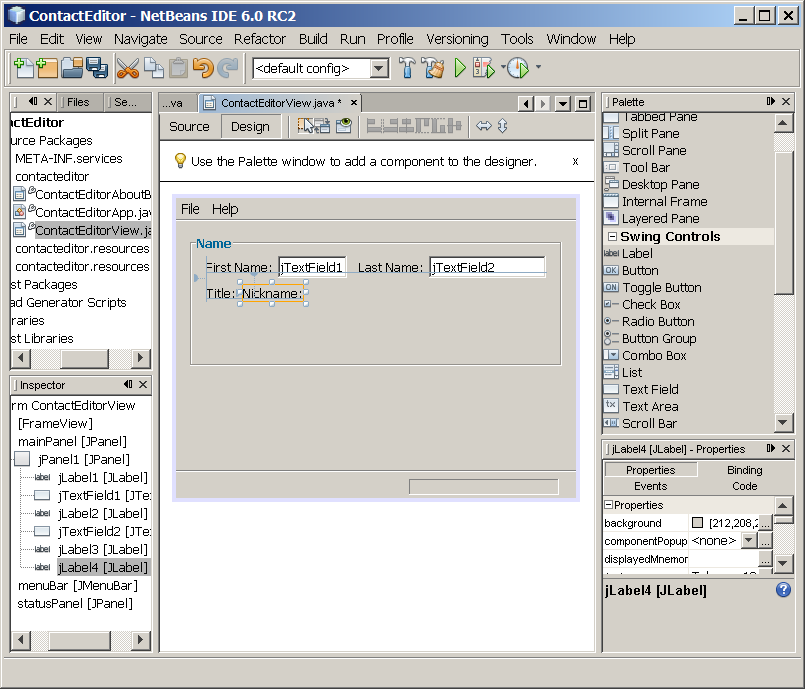 ContactEditor - NetBeans IDE 6.0 RC2
File Edit View Navigate Source Refactor Build Run Profile Versioning Tools Window Help
<default config>
Files Se...
ntactEditor
urce Packages
META-INF.services
contacteditor
ContactEditorAboutB
ContactEditorApp.jav
ContactEditorView.ja
contacteditor.resources
contacteditor.resources
st Packages
ad Generator Scripts
raries
st Libraries
Inspector
rm ContactEditorView
[FrameView]
mainPanel [JPanel]
jPanel1 [JPanel]
jLabel1 [JLabel]
jTextField1 [JTe
jLabel2 [JLabel]
jTextField2 [JTe
jLabel3 [JLabel]
jLabel4 [JLabel]
menuBar [JMenuBar]
statusPanel [JPanel]
...va ContactEditorView.java *
Source Design
Use the Palette window to add a component to the designer. x
File Help
Name
First Name: jTextField1 Last Name: jTextField2
Title: Nickname:
Palette
Tabbed Pane
Split Pane
Scroll Pane
Tool Bar
Desktop Pane
Internal Frame
Layered Pane
Swing Controls
label Label
OK Button
ON Toggle Button
Check Box
Radio Button
Button Group
Combo Box
List
Text Field
tx Text Area
Scroll Bar
jLabel4 [JLabel] - Properties
Properties Binding
Events Code
Properties
background [212,208,2 ...
componentPopup <none> ...
displayedMnemor ...
jLabel4 [JLabel]